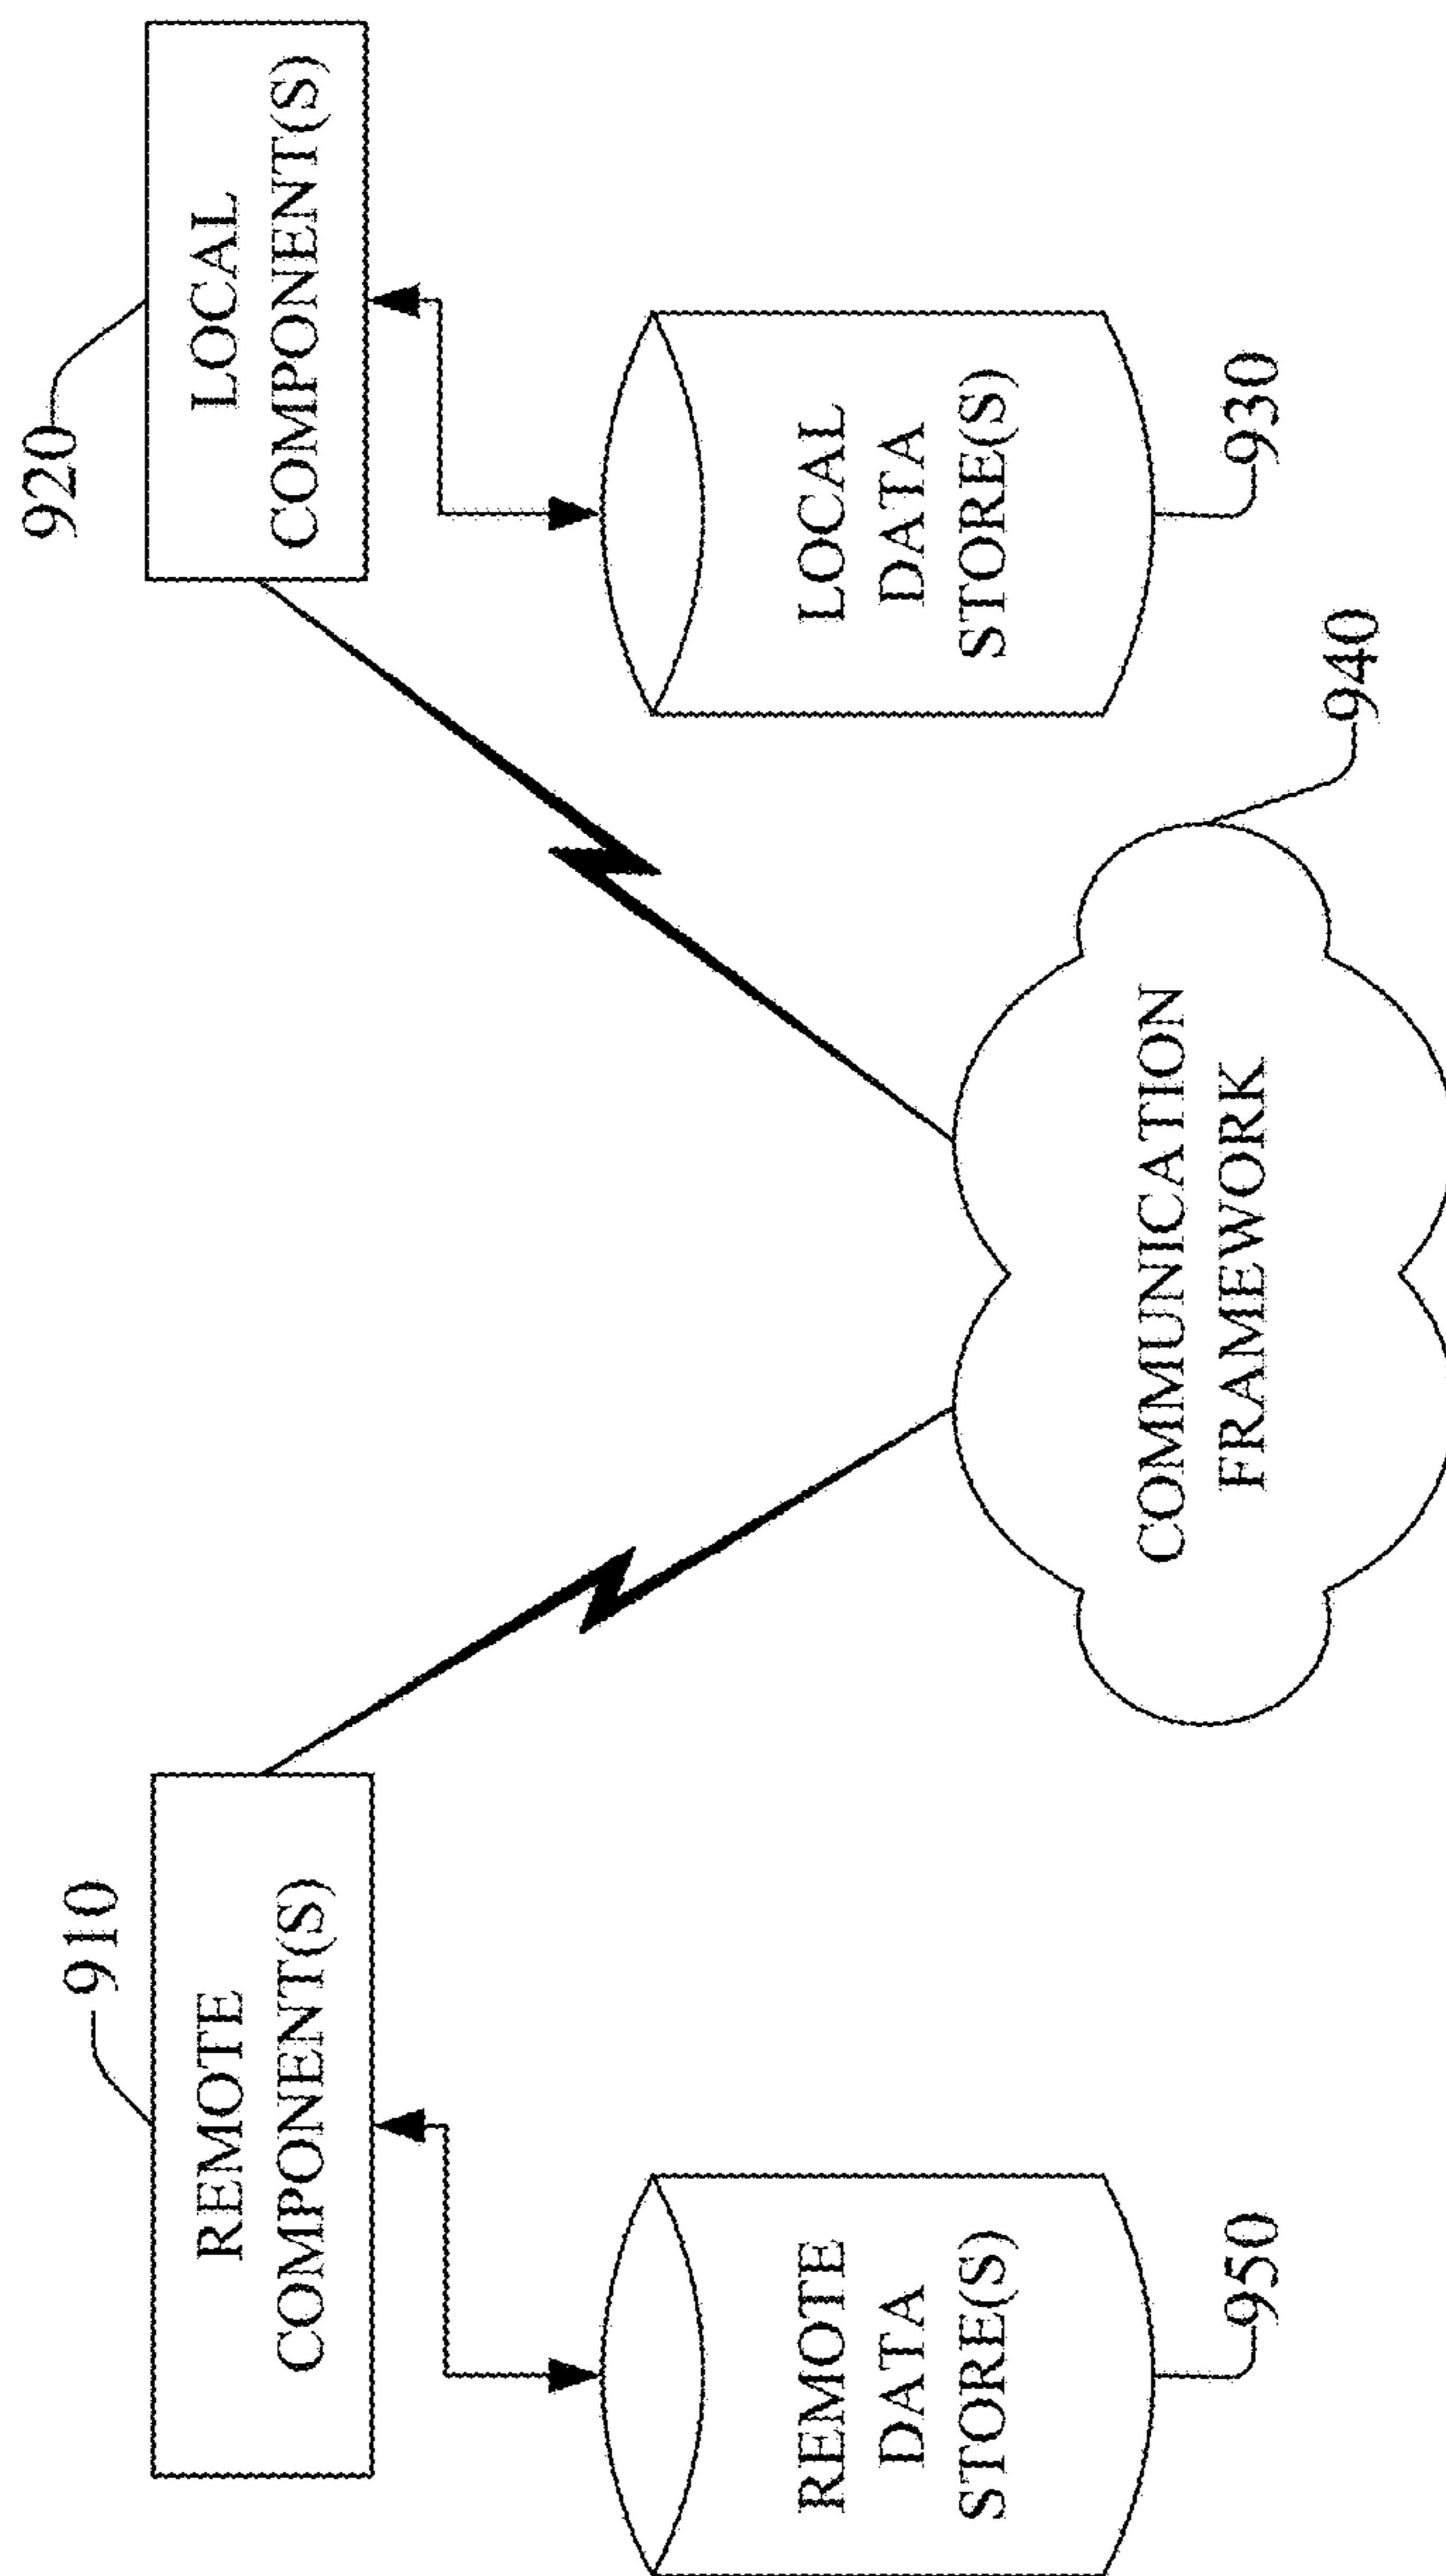 910
REMOTE
COMPONENT(S)
920
LOCAL
COMPONENT(S)
REMOTE
DATA
STORE(S)
950
LOCAL
DATA
STORE(S)
930
COMMUNICATION
FRAMEWORK
940